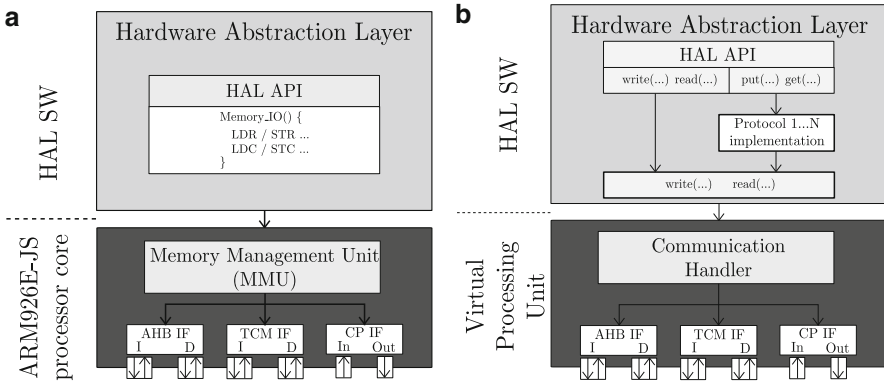 a
Hardware Abstraction Layer
HAL SW
HAL API
Memory_IO() {
LDR / STR ...
LDC / STC ...
}
ARM926E-JS
processor core
Memory Management Unit
(MMU)
AHB IF
I D
TCM IF
I D
CP IF
In Out
b
Hardware Abstraction Layer
HAL SW
HAL API
write(...) read(...)
put(...) get(...)
Protocol 1...N
implementation
write(...) read(...)
Virtual
Processing
Unit
Communication
Handler
AHB IF
I D
TCM IF
I D
CP IF
In Out